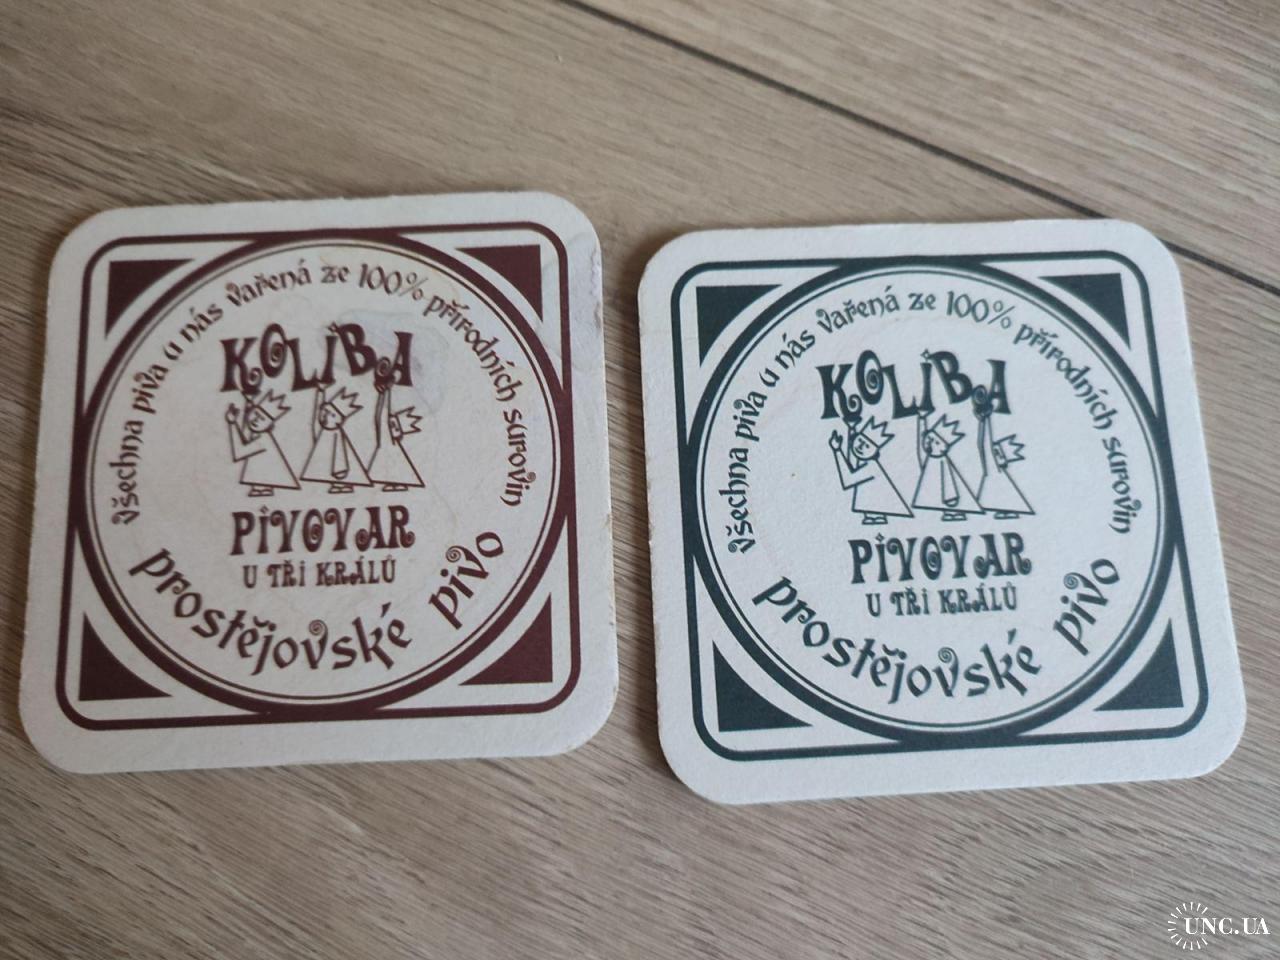 Všechna piva u nás vařená ze 100% přírodních surovin
KOLIBA
PIVOVAR
U TŘI KRÁLŮ
prostějovské pivo
Všechna piva u nás vařená ze 100% přírodních surovin
KOLIBA
PIVOVAR
U TŘI KRÁLŮ
prostějovské pivo
UNC.UA